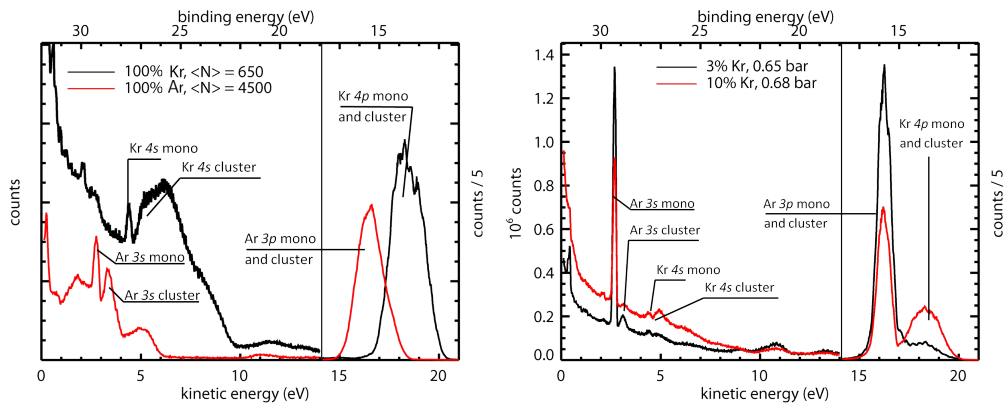 binding energy (eV)
30 25 20 15
100% Kr, <N> = 650
100% Ar, <N> = 4500
Kr 4p mono
and cluster
Kr 4s mono
Kr 4s cluster
Ar 3s mono
Ar 3s cluster
Ar 3p mono
and cluster
counts
counts / 5
0 5 10 15 20
kinetic energy (eV)
binding energy (eV)
30 25 20 15
3% Kr, 0.65 bar
10% Kr, 0.68 bar
Kr 4p mono
and cluster
Ar 3s mono
Ar 3s cluster
Kr 4s mono
Kr 4s cluster
Ar 3p mono
and cluster
10⁶ counts
counts / 5
1.4
1.2
1.0
0.8
0.6
0.4
0.2
0.0
0 5 10 15 20
kinetic energy (eV)